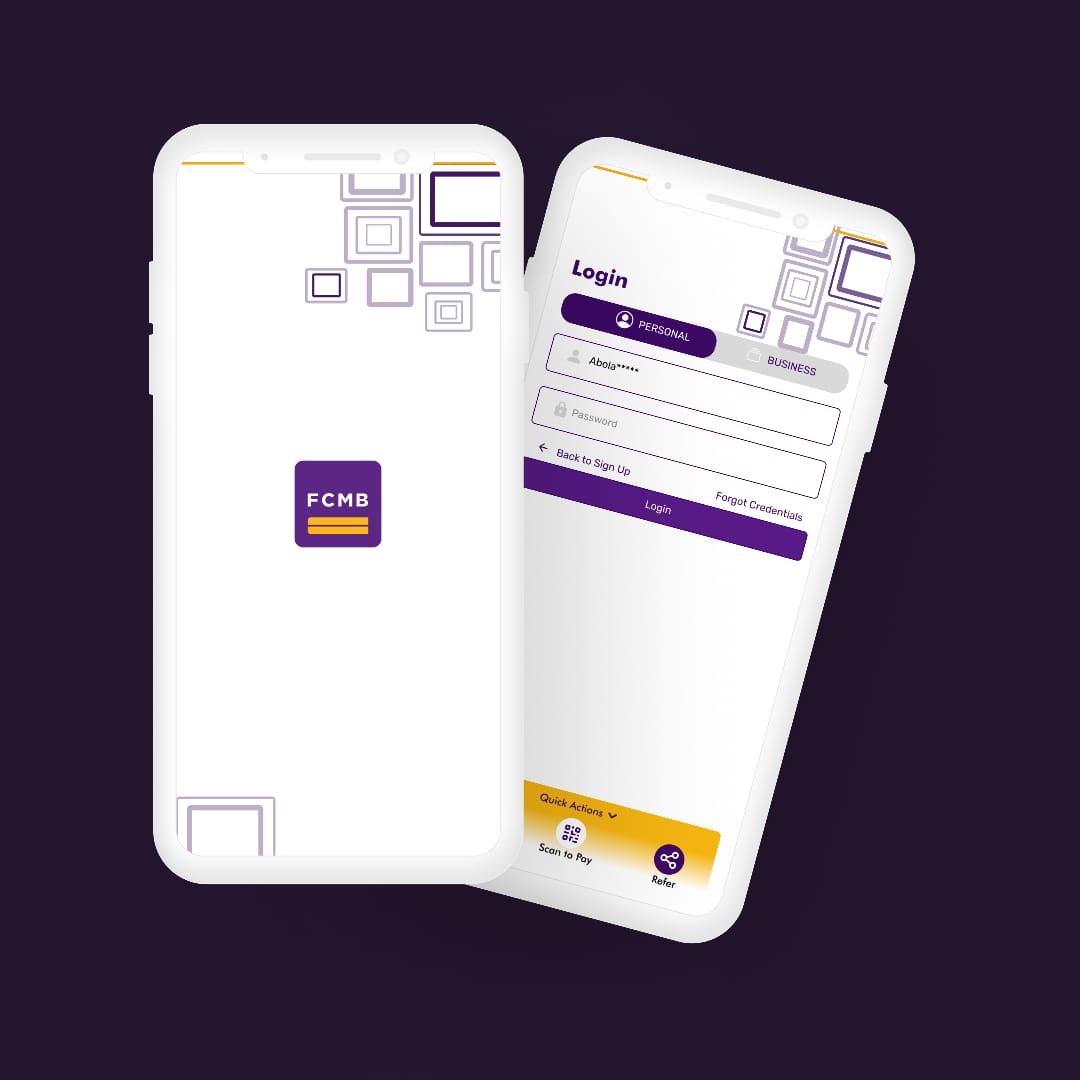 FCMB
Login
PERSONAL
BUSINESS
Abola*****
Password
Back to Sign Up
Forgot Credentials
Login
Quick Actions
Scan to Pay
Refer